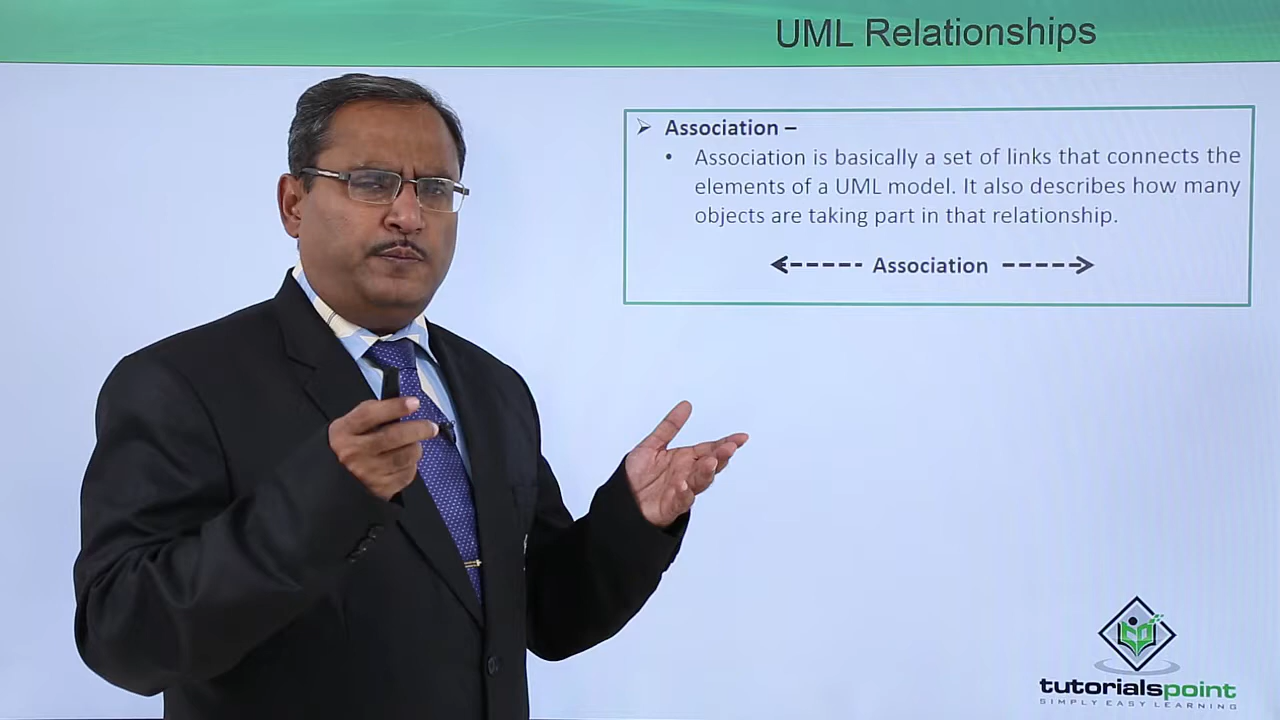 UML Relationships
➢ Association –
• Association is basically a set of links that connects the
elements of a UML model. It also describes how many
objects are taking part in that relationship.
Association
tutorialspoint
SIMPLY EASY LEARNING